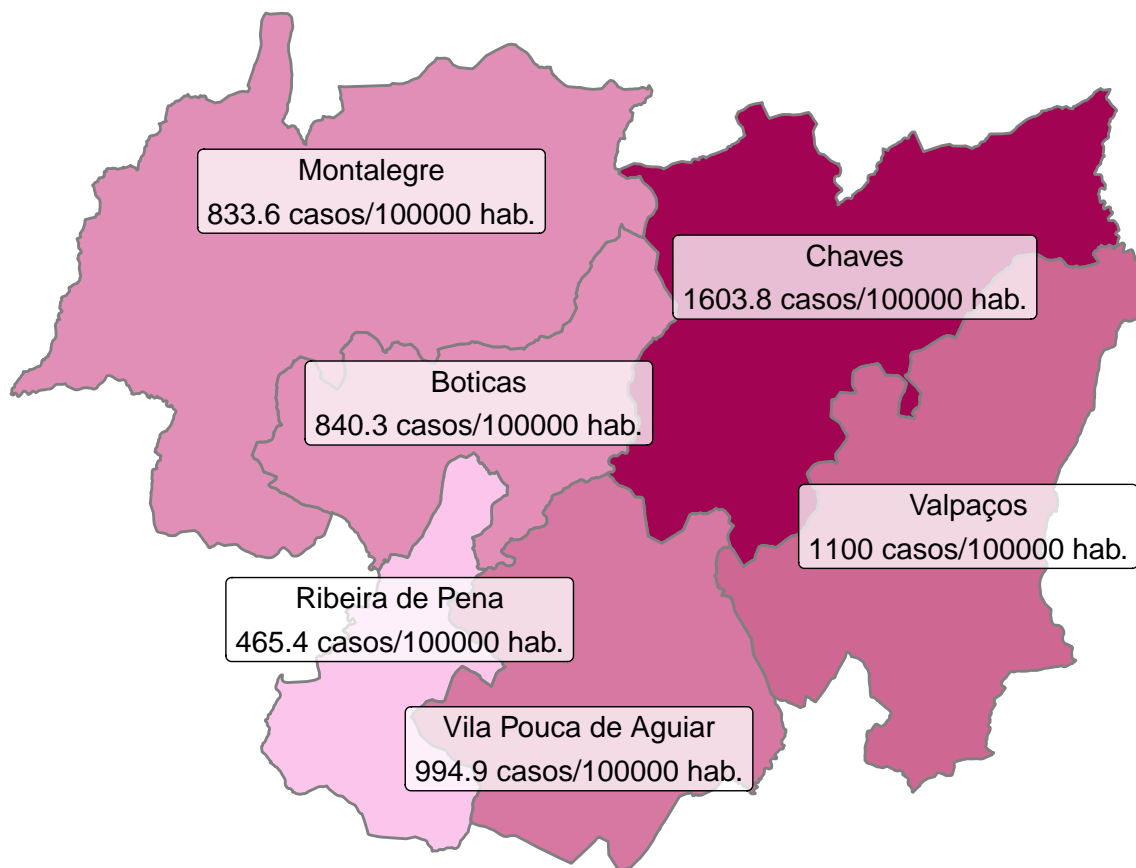 Montalegre
833.6 casos/100000 hab.
Chaves
1603.8 casos/100000 hab.
Boticas
840.3 casos/100000 hab.
Valpaços
1100 casos/100000 hab.
Ribeira de Pena
465.4 casos/100000 hab.
Vila Pouca de Aguiar
994.9 casos/100000 hab.